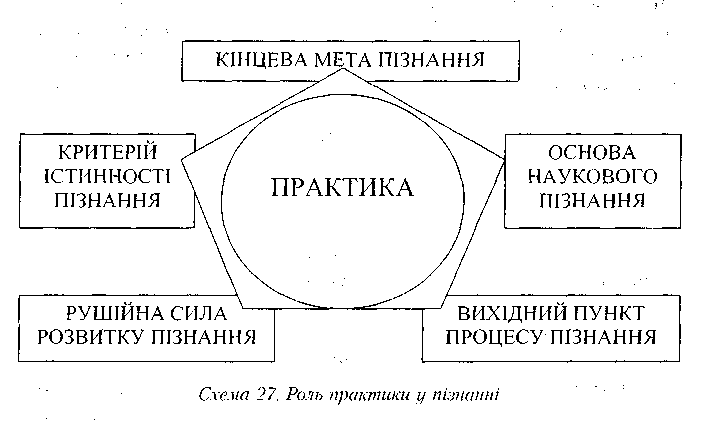 КІНЦЕВА МЕТА ПІЗНАННЯ
КРИТЕРІЙ
ІСТИННОСТІ
ПІЗНАННЯ
ПРАКТИКА
ОСНОВА
НАУКОВОГО
ПІЗНАННЯ
РУШІЙНА СИЛА
РОЗВИТКУ ПІЗНАННЯ
ВИХІДНИЙ ПУНКТ
ПРОЦЕСУ ПІЗНАННЯ
Схема 27. Роль практики у пізнанні